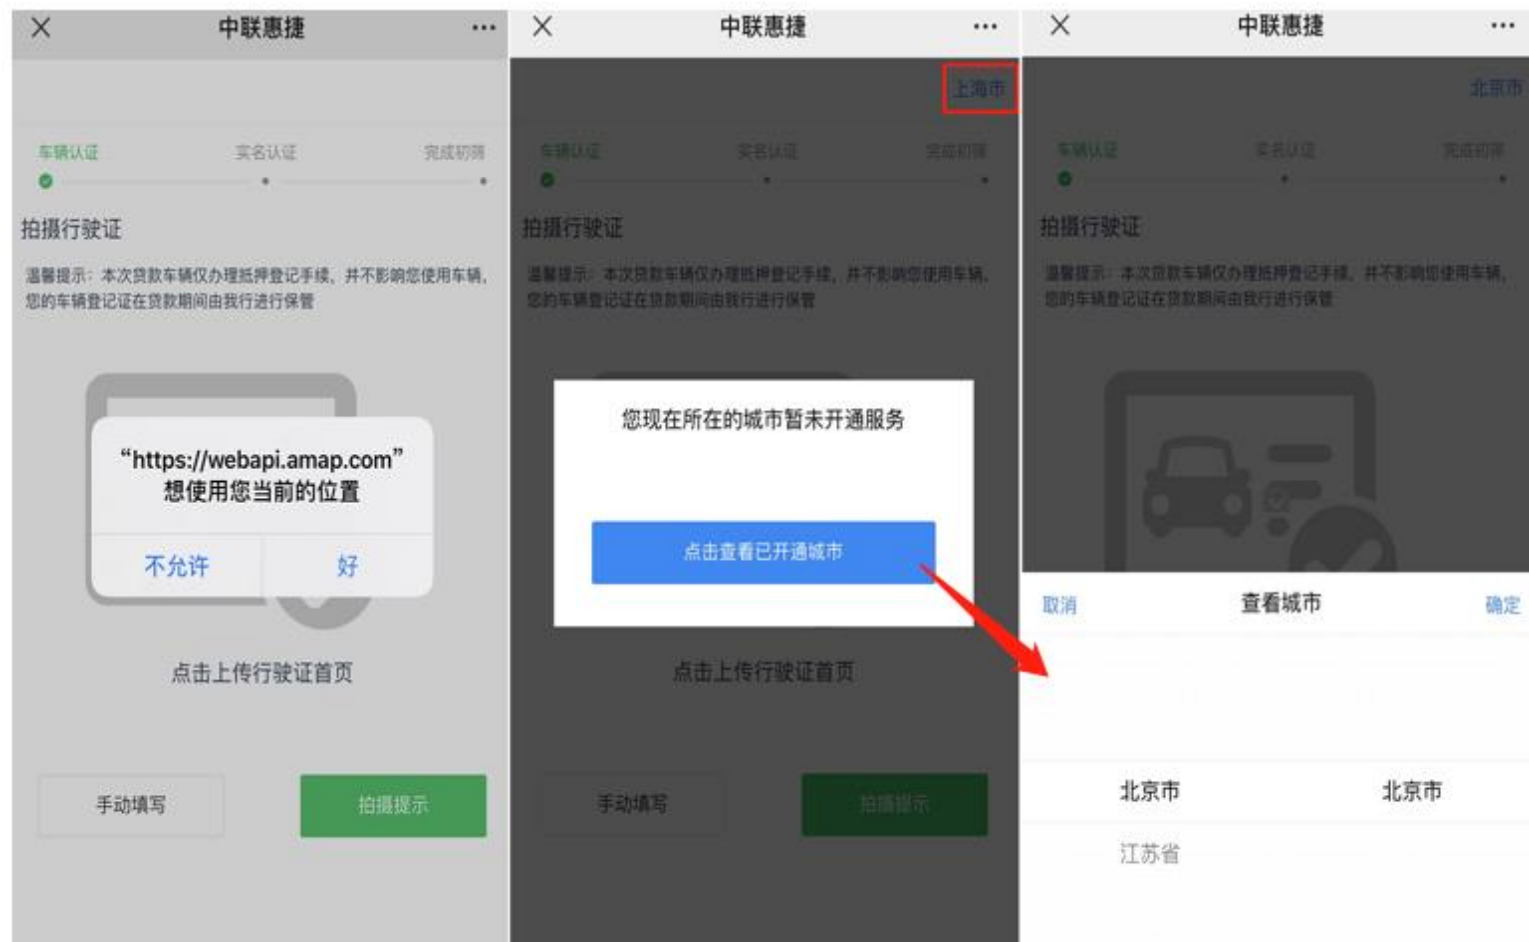 中联惠捷
车辆认证
实名认证
完成初筛
拍摄行驶证
温馨提示：本次贷款车辆仅办理抵押登记手续，并不影响您使用车辆，
您的车辆登记证在贷款期间由我行进行保管
“https://webapi.amap.com”
想使用您当前的位置
不允许
好
点击上传行驶证首页
手动填写
拍摄提示
中联惠捷
上海市
车辆认证
实名认证
完成初筛
拍摄行驶证
温馨提示：本次贷款车辆仅办理抵押登记手续，并不影响您使用车辆，
您的车辆登记证在贷款期间由我行进行保管
您现在所在的城市暂未开通服务
点击查看已开通城市
点击上传行驶证首页
手动填写
拍摄提示
中联惠捷
北京市
车辆认证
实名认证
完成初筛
拍摄行驶证
温馨提示：本次贷款车辆仅办理抵押登记手续，并不影响您使用车辆，
您的车辆登记证在贷款期间由我行进行保管
取消
查看城市
确定
北京市
北京市
江苏省